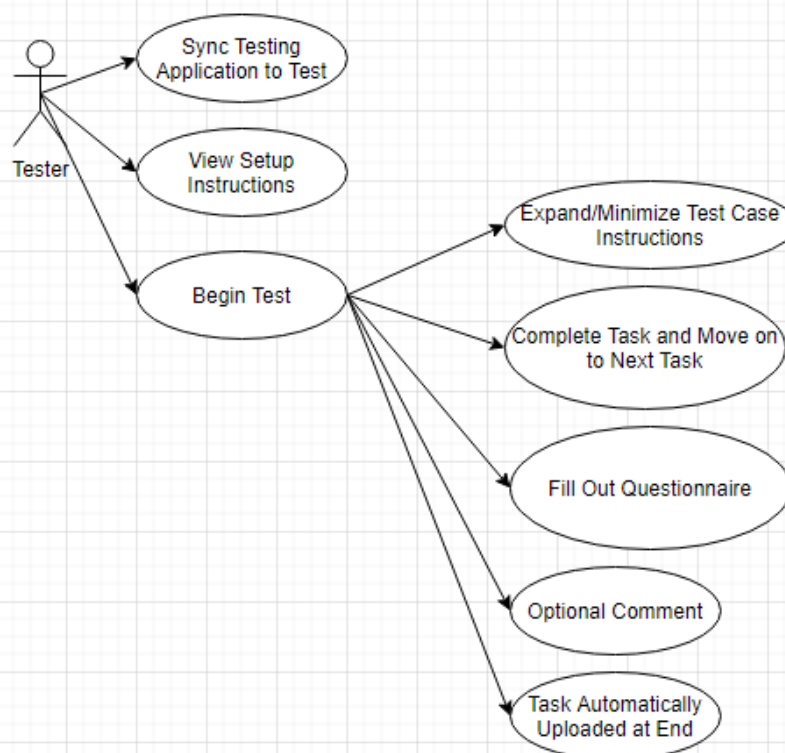 Sync Testing
Application to Test
Tester
View Setup
Instructions
Begin Test
Expand/Minimize Test Case
Instructions
Complete Task and Move on
to Next Task
Fill Out Questionnaire
Optional Comment
Task Automatically
Uploaded at End